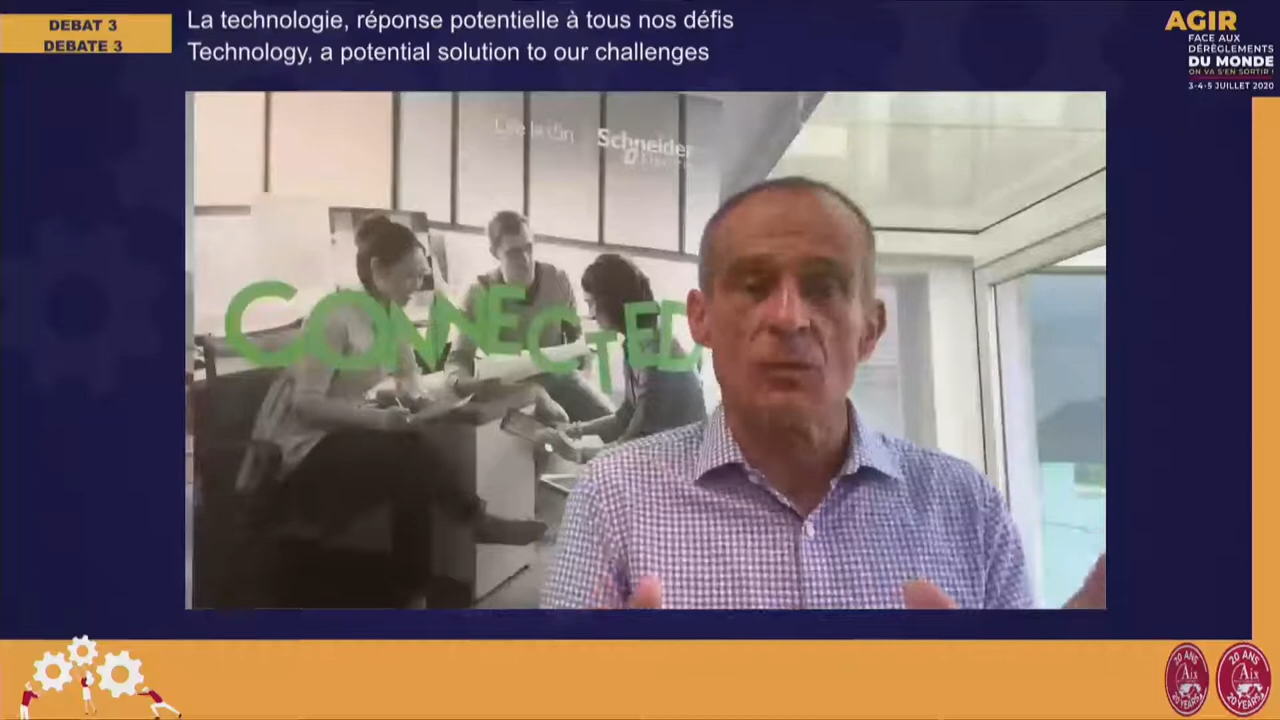 DEBAT 3
DEBATE 3
La technologie, réponse potentielle à tous nos défis
Technology, a potential solution to our challenges
AGIR
FACE AUX
DÉRÈGLEMENTS
DU MONDE
ON VA S'EN SORTIR !
3-4-5 JUILLET 2020
Life Is On
Schneider
CONNECTED
20 ANS
Aix
20 YEARS
20 ANS
Aix
20 YEARS